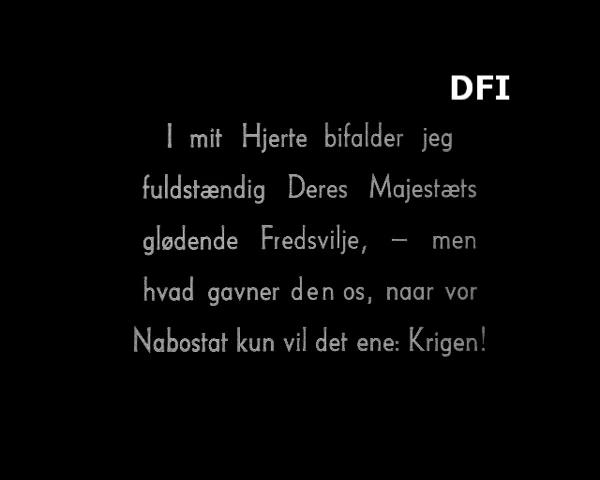 DFI
I mit Hjerte bifalder jeg
fuldstændig Deres Majestæts
glødende Fredsvilje, — men
hvad gavner den os, naar vor
Nabostat kun vil det ene: Krigen!